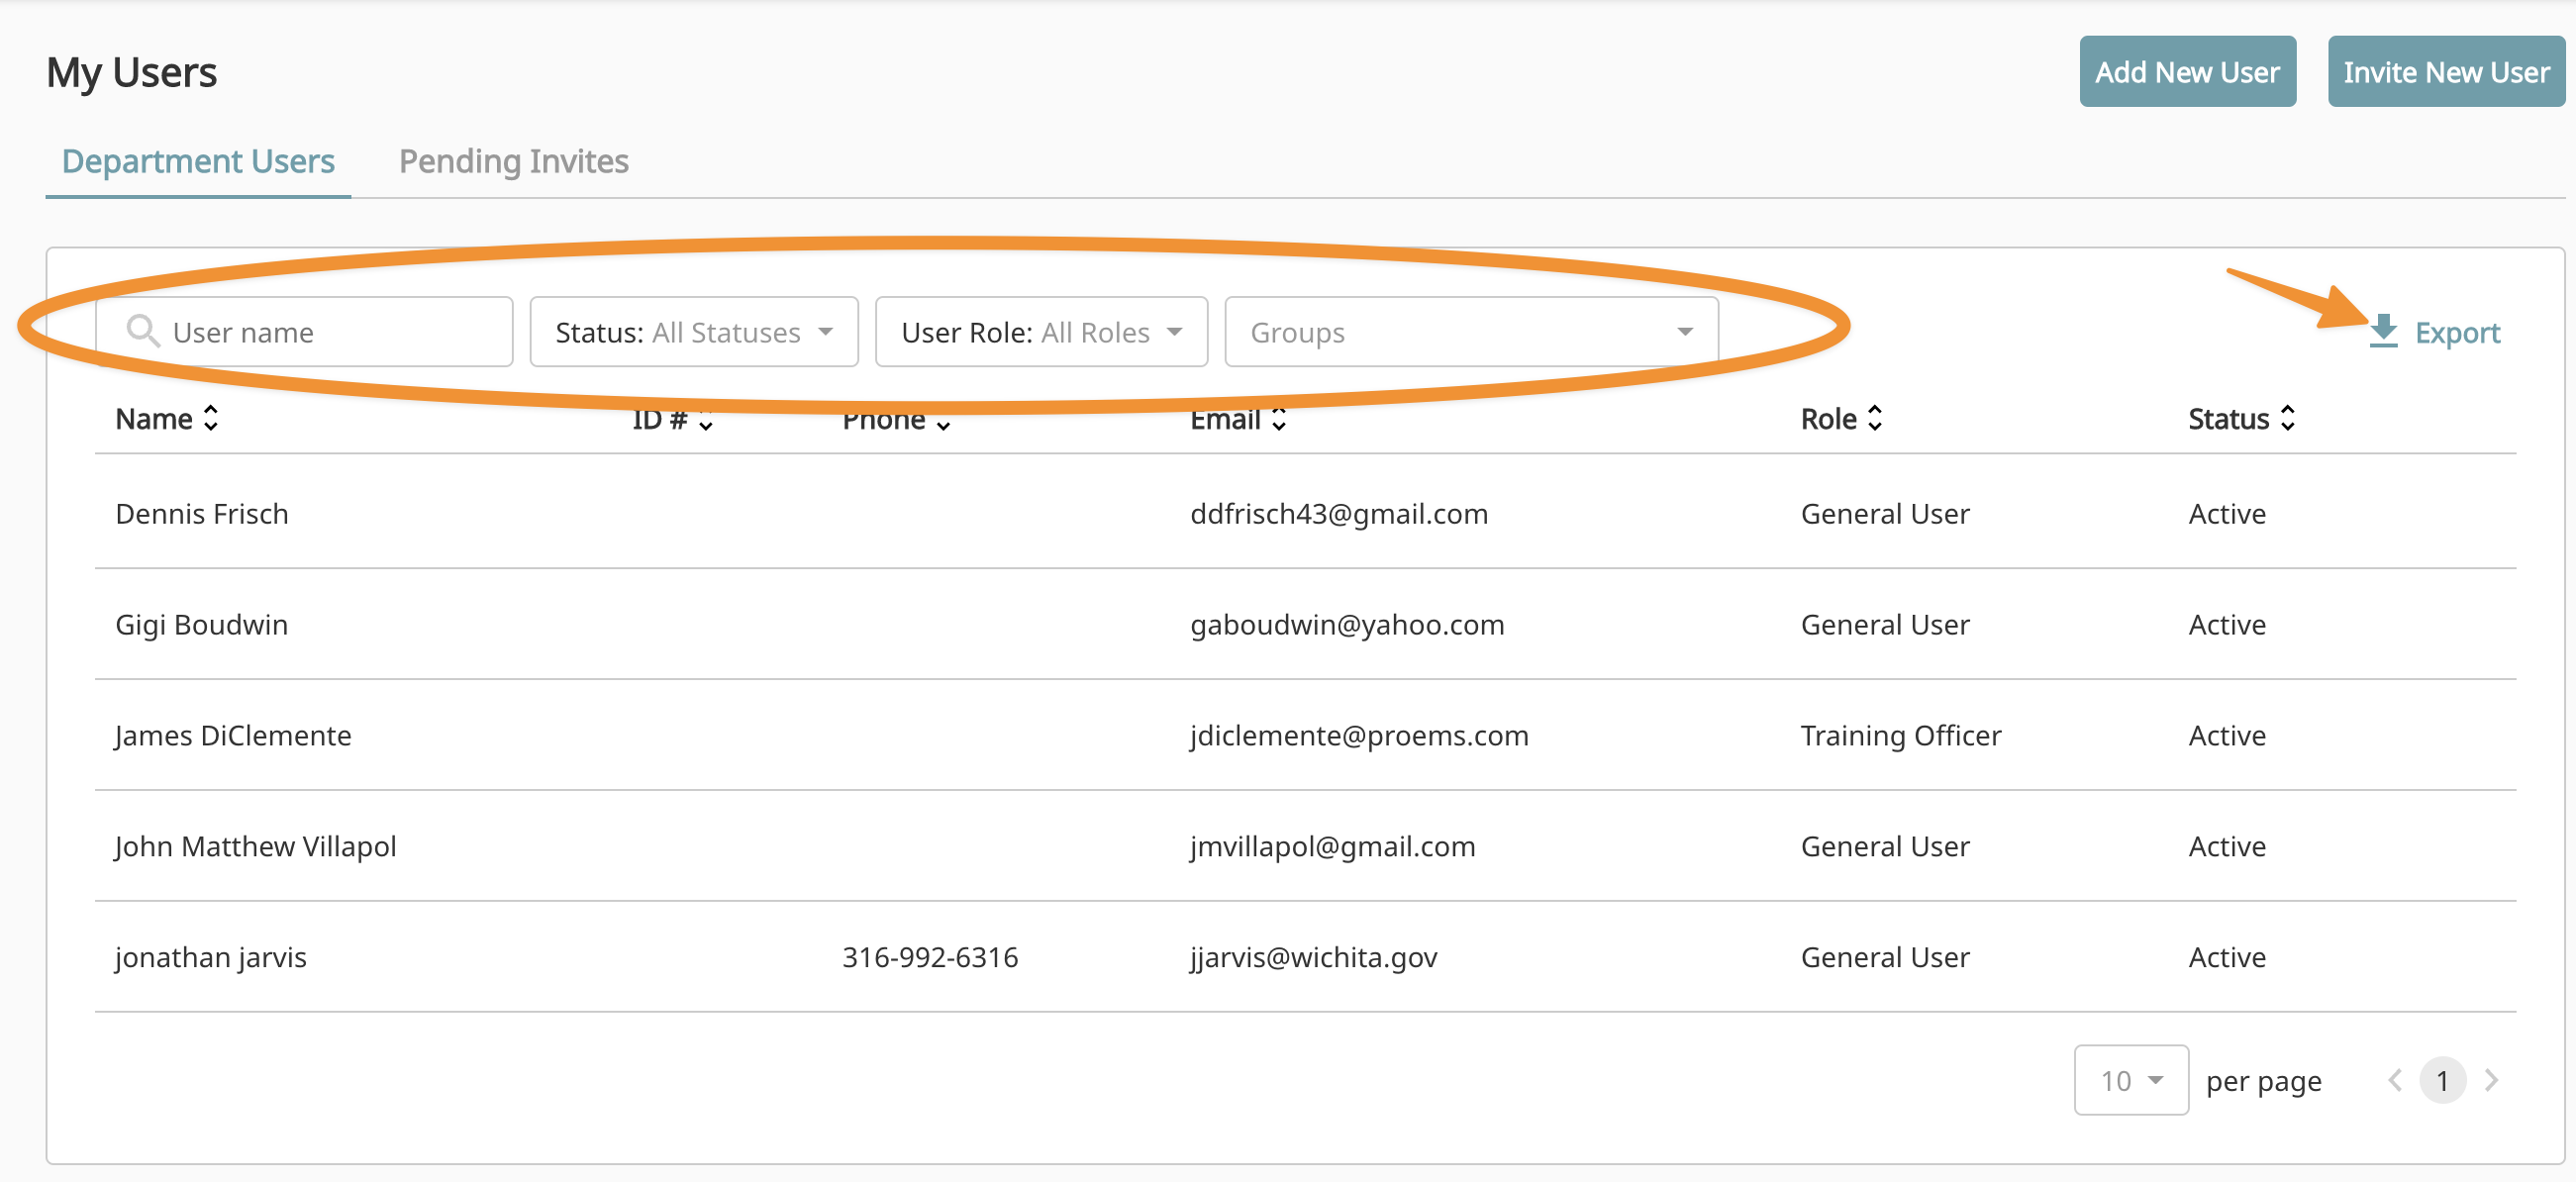 My Users Add New User Invite New User
Department Users Pending Invites
User name Status: All Statuses User Role: All Roles Groups Export
Name ID # Phone Email Role Status
Dennis Frisch ddfrisch43@gmail.com General User Active
Gigi Boudwin gaboudwin@yahoo.com General User Active
James DiClemente jdiclemente@proems.com Training Officer Active
John Matthew Villapol jmvillapol@gmail.com General User Active
jonathan jarvis 316-992-6316 jjarvis@wichita.gov General User Active
10 per page 1